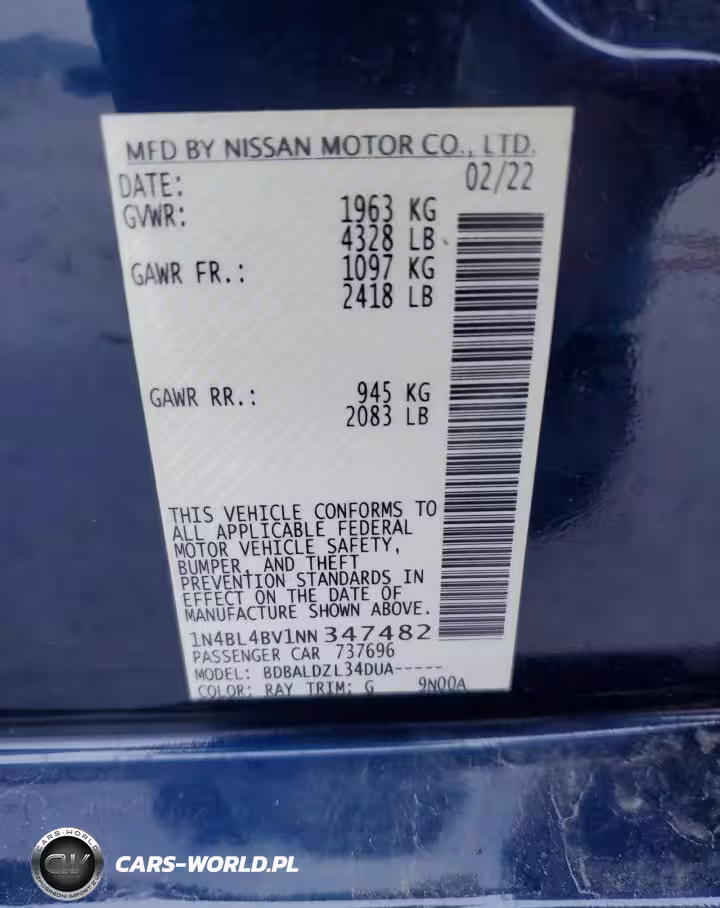 MFD BY NISSAN MOTOR CO., LTD.
DATE: 02/22
GVWR: 1963 KG
4328 LB
GAWR FR.: 1097 KG
2418 LB
GAWR RR.: 945 KG
2083 LB
THIS VEHICLE CONFORMS TO
ALL APPLICABLE FEDERAL
MOTOR VEHICLE SAFETY,
BUMPER, AND THEFT
PREVENTION STANDARDS IN
EFFECT ON THE DATE OF
MANUFACTURE SHOWN ABOVE.
1N4BL4BV1NN347482
PASSENGER CAR 737696
MODEL: BDBALDZL34DUA-----
COLOR: RAY TRIM: G 9N00A
CARS-WORLD
CW
CARS-WORLD.PL